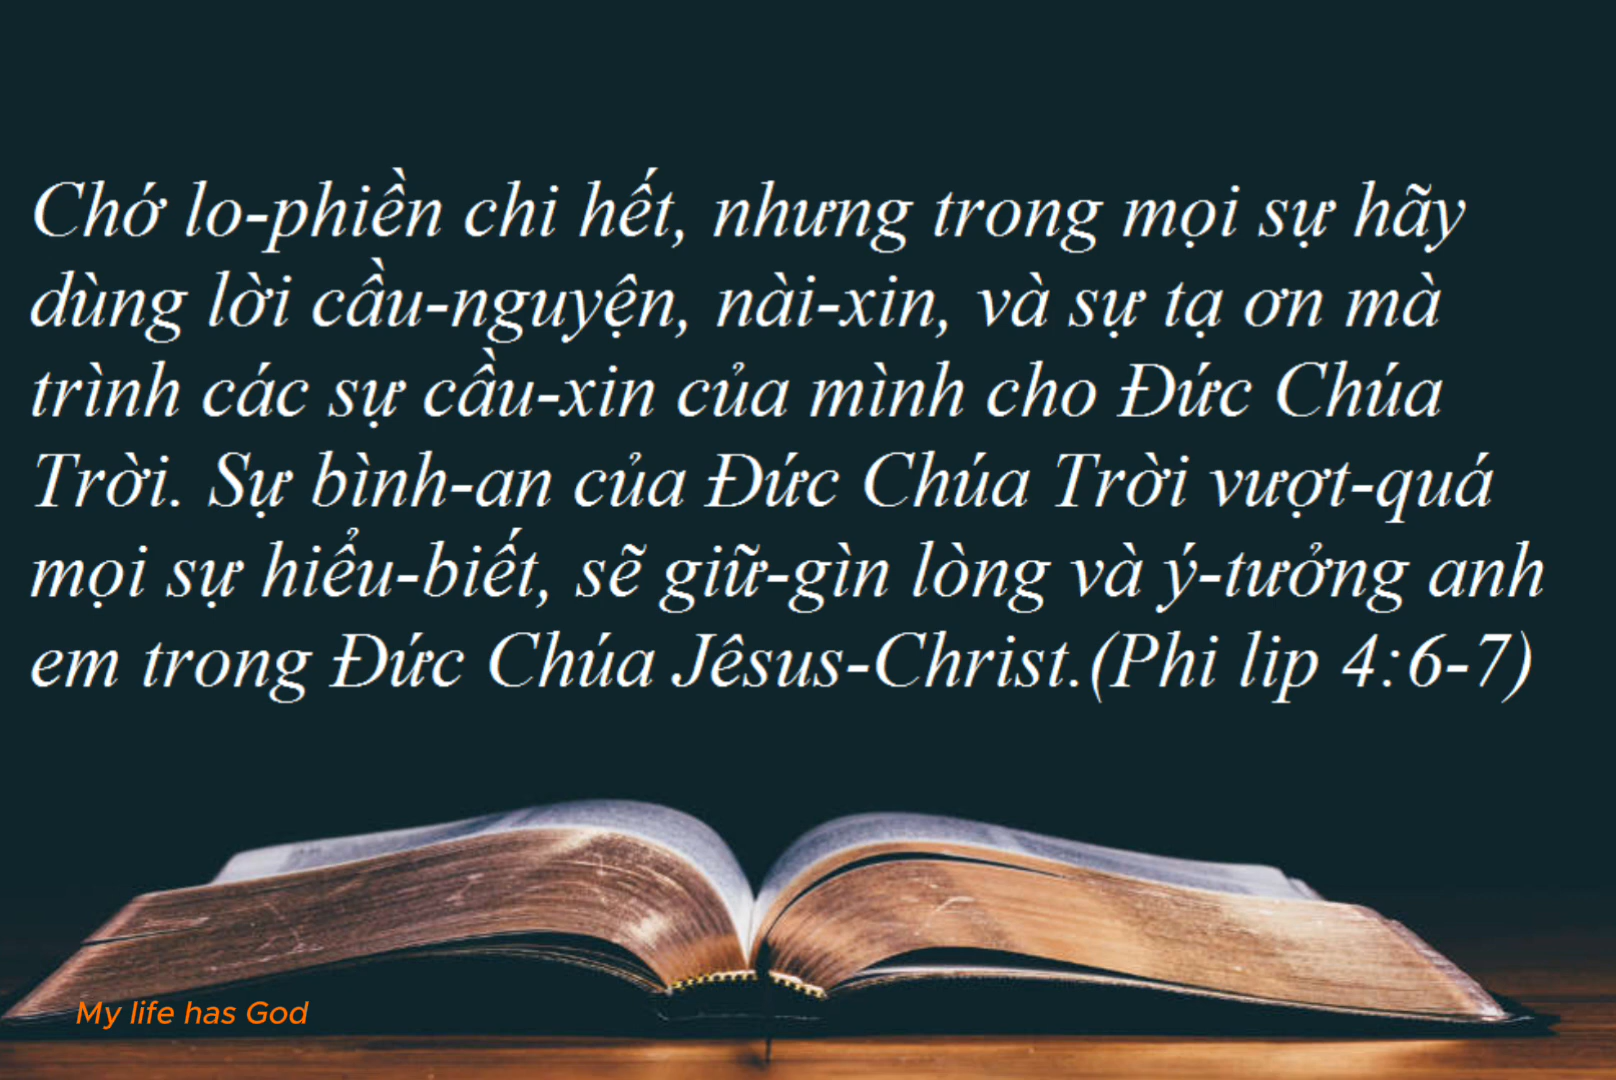 Chớ lo-phiền chi hết, nhưng trong mọi sự hãy
dùng lời cầu-nguyện, nài-xin, và sự tạ ơn mà
trình các sự cầu-xin của mình cho Đức Chúa
Trời. Sự bình-an của Đức Chúa Trời vượt-quá
mọi sự hiểu-biết, sẽ giữ-gìn lòng và ý-tưởng anh
em trong Đức Chúa Jêsus-Christ.(Phi lip 4:6-7)
My life has God